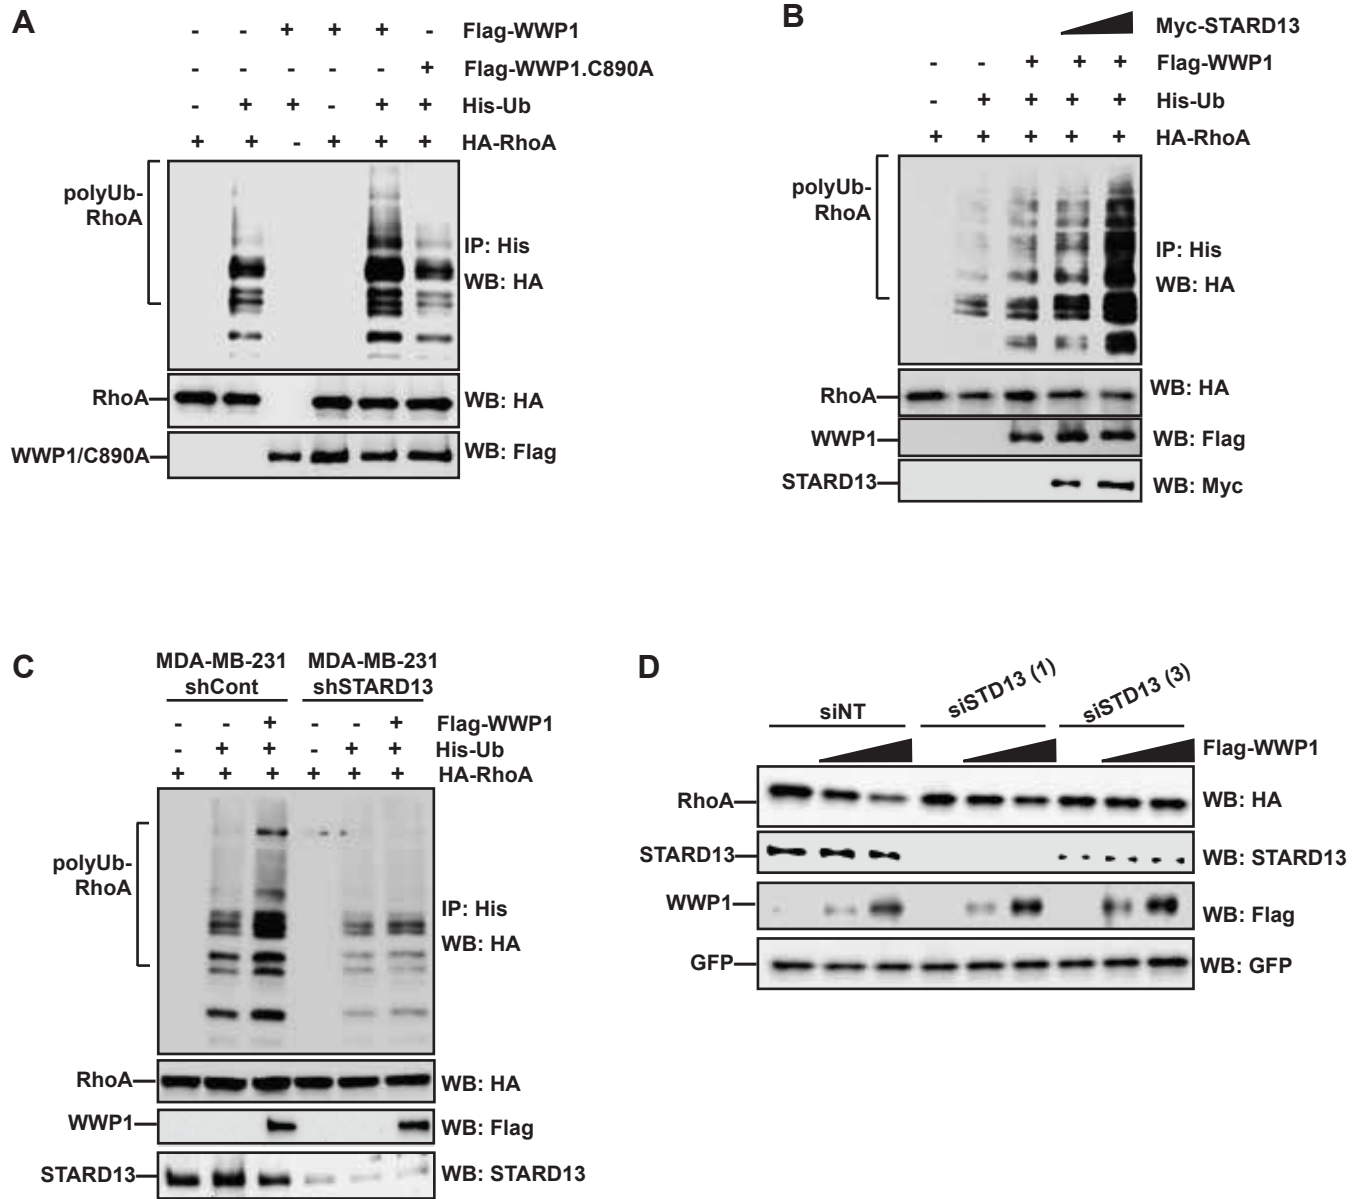 A
- - + + + - Flag-WWP1
- - - - - + Flag-WWP1.C890A
- + + - + + His-Ub
+ + - + + + HA-RhoA
polyUb-
RhoA
IP: His
WB: HA
RhoA WB: HA
WWP1/C890A WB: Flag
B
Myc-STARD13
- - + + + Flag-WWP1
- + + + + His-Ub
+ + + + + HA-RhoA
polyUb-
RhoA
IP: His
WB: HA
RhoA WB: HA
WWP1 WB: Flag
STARD13 WB: Myc
C
MDA-MB-231 MDA-MB-231
shCont shSTARD13
- - + - - + Flag-WWP1
- + + - + + His-Ub
+ + + + + + HA-RhoA
polyUb-
RhoA
IP: His
WB: HA
RhoA WB: HA
WWP1 WB: Flag
STARD13 WB: STARD13
D
siNT siSTD13 (1) siSTD13 (3)
Flag-WWP1
RhoA WB: HA
STARD13 WB: STARD13
WWP1 WB: Flag
GFP WB: GFP